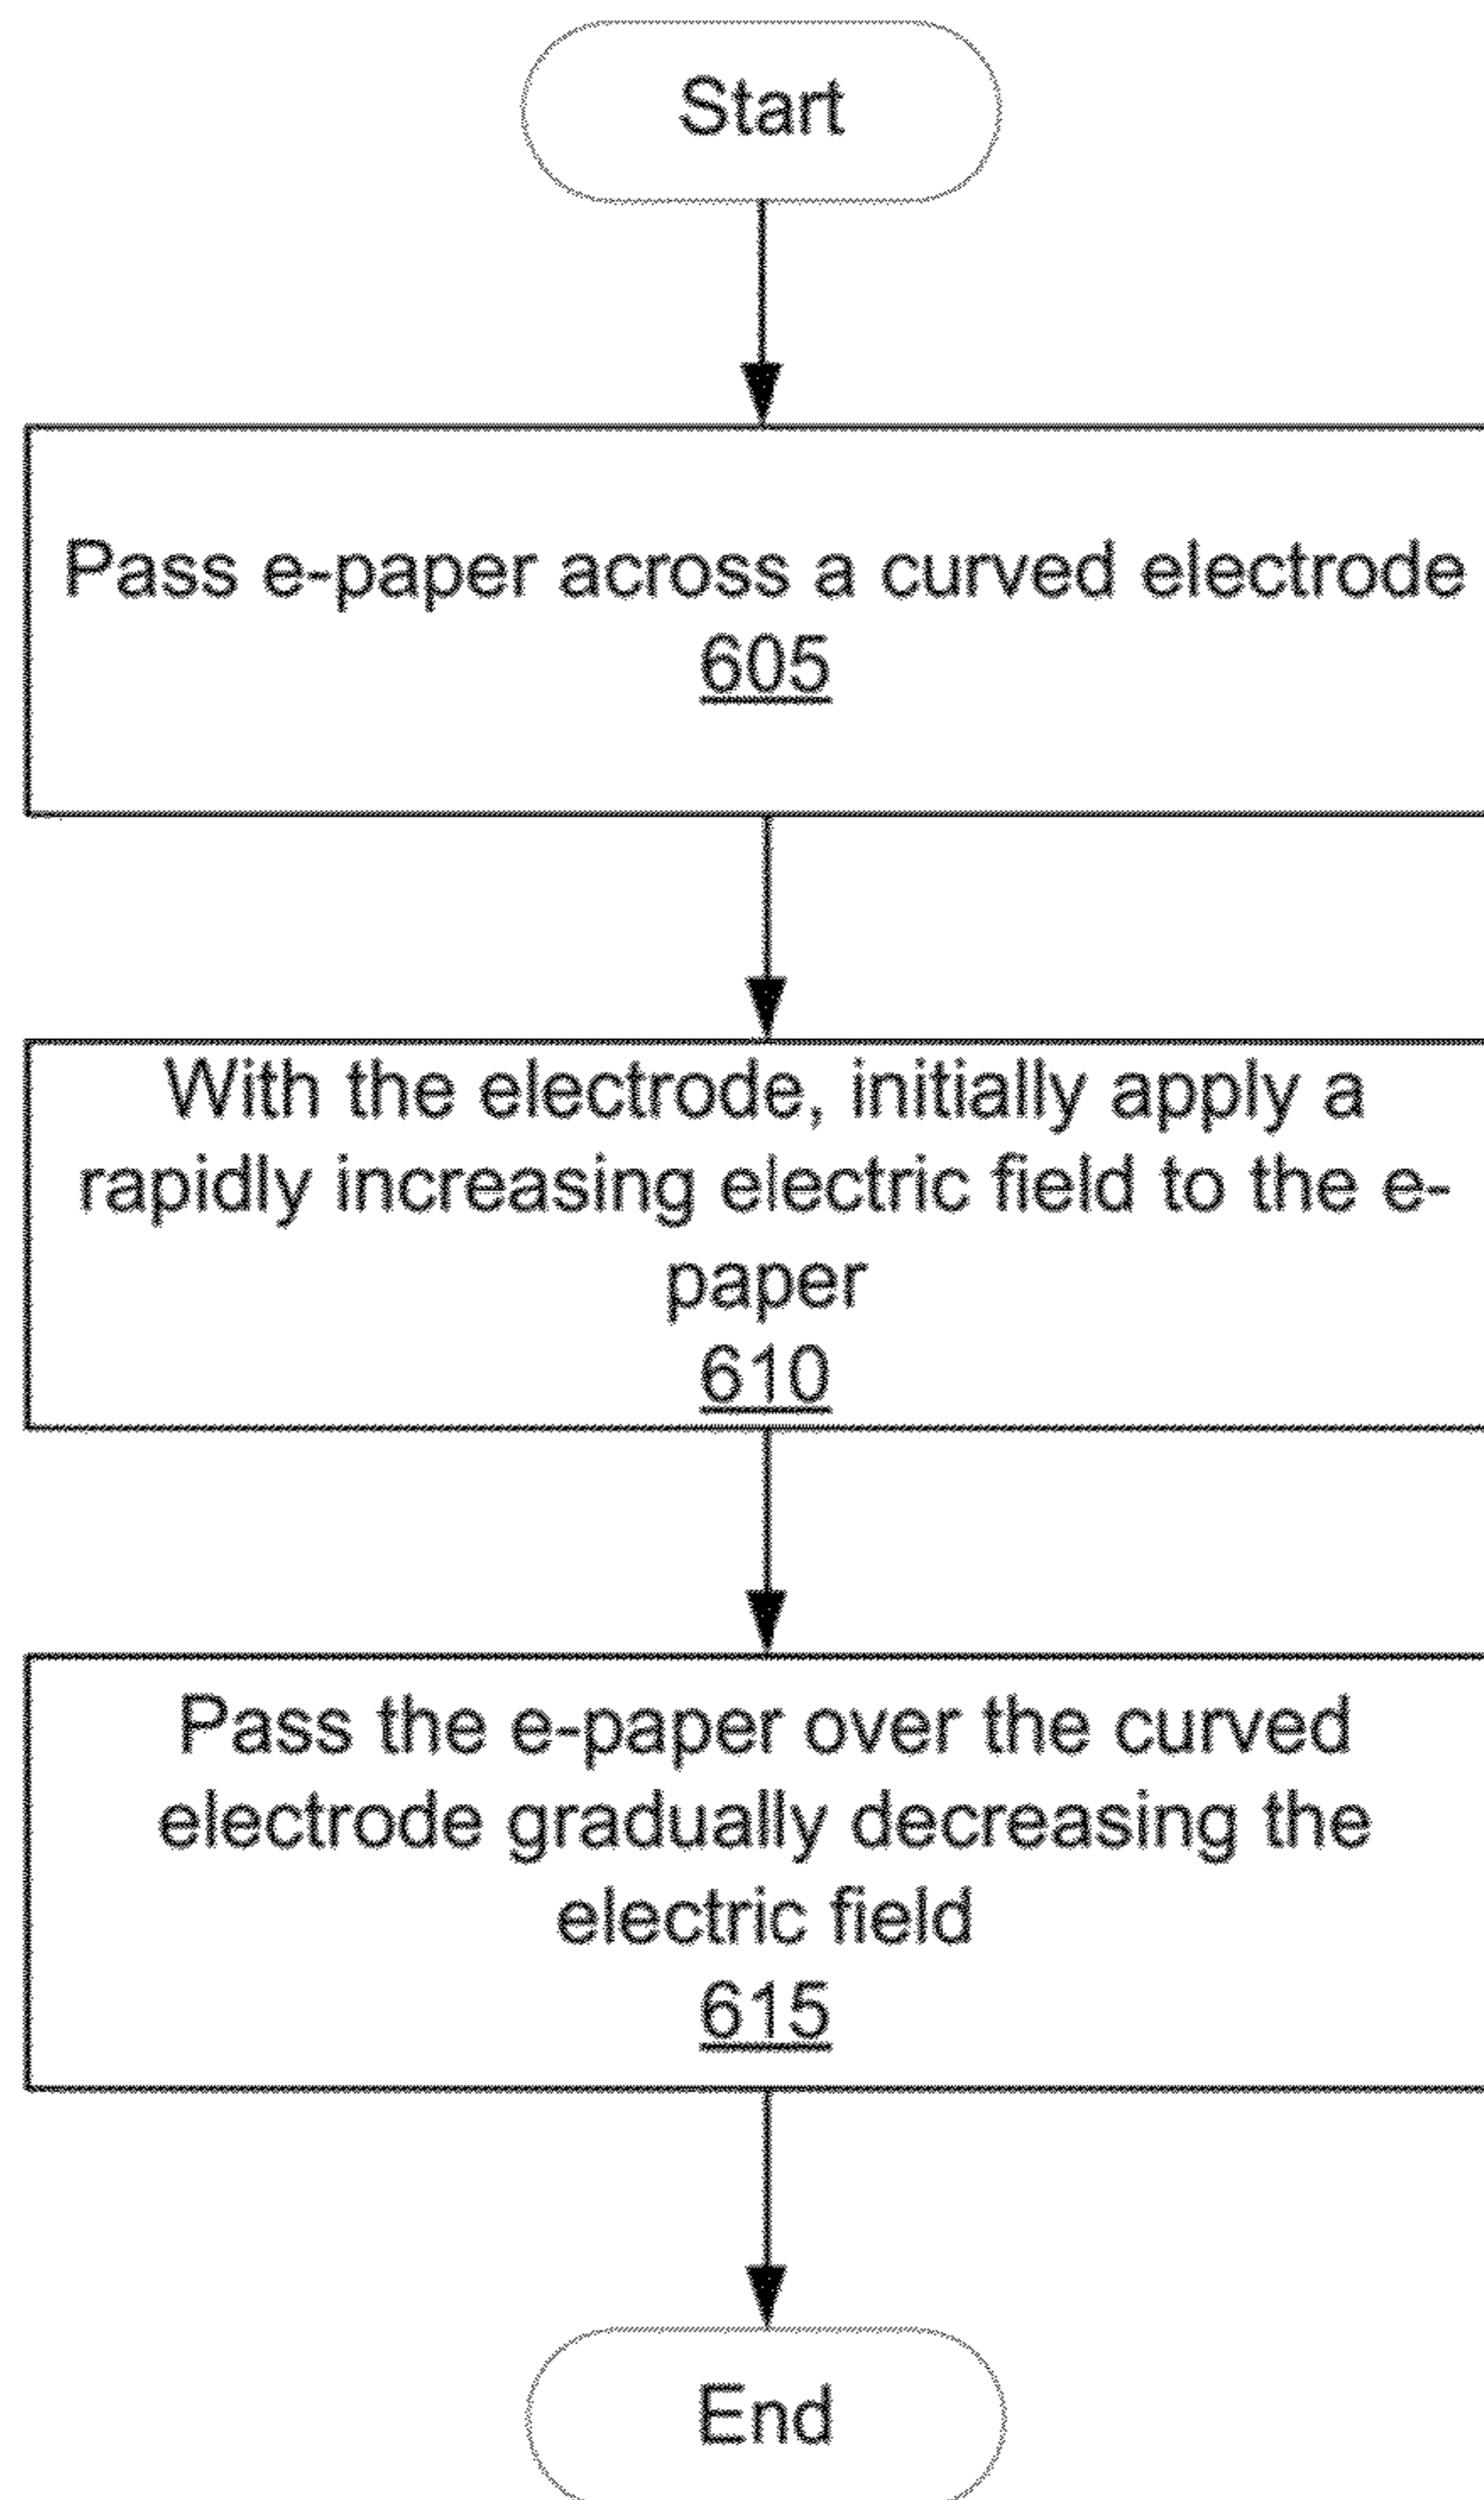 Start
Pass e-paper across a curved electrode
605
With the electrode, initially apply a
rapidly increasing electric field to the e-
paper
610
Pass the e-paper over the curved
electrode gradually decreasing the
electric field
615
End